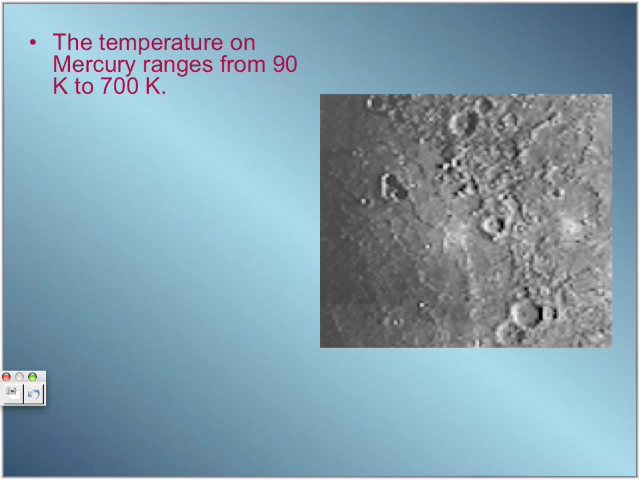 • The temperature on
Mercury ranges from 90
K to 700 K.